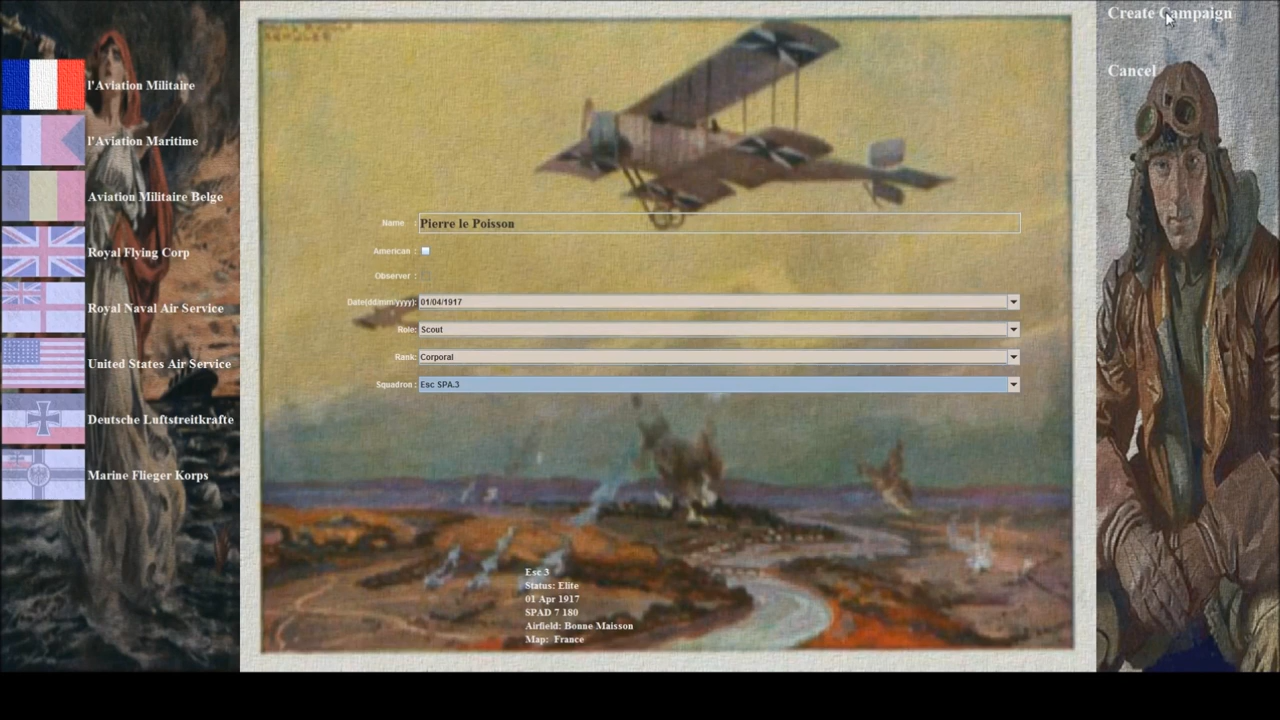 Create Campaign
Cancel
l'Aviation Militaire
l'Aviation Maritime
Aviation Militaire Belge
Royal Flying Corp
Royal Naval Air Service
United States Air Service
Deutsche Luftstreitkrafte
Marine Flieger Korps
Name : Pierre le Poisson
American :
Observer :
Date(dd/mm/yyyy): 01/04/1917
Role: Scout
Rank: Corporal
Squadron : Esc SPA.3
Esc 3
Status: Elite
01 Apr 1917
SPAD 7 180
Airfield: Bonne Maisson
Map: France